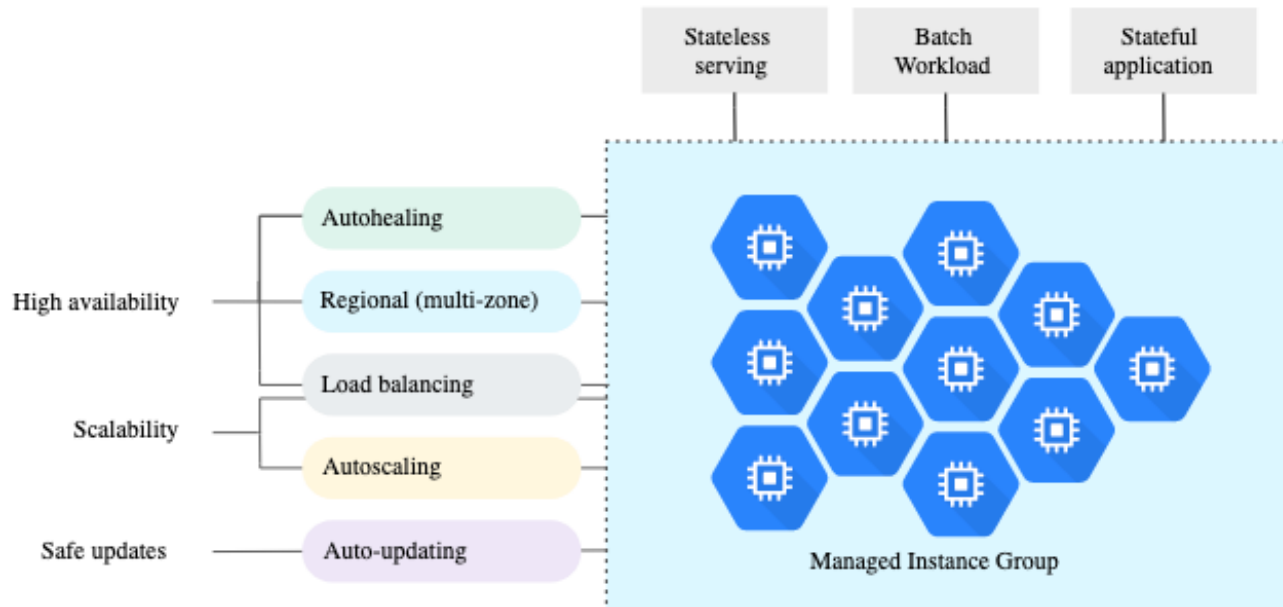 Stateless
serving
Batch
Workload
Stateful
application
Autohealing
High availability
Regional (multi-zone)
Load balancing
Scalability
Autoscaling
Safe updates
Auto-updating
Managed Instance Group